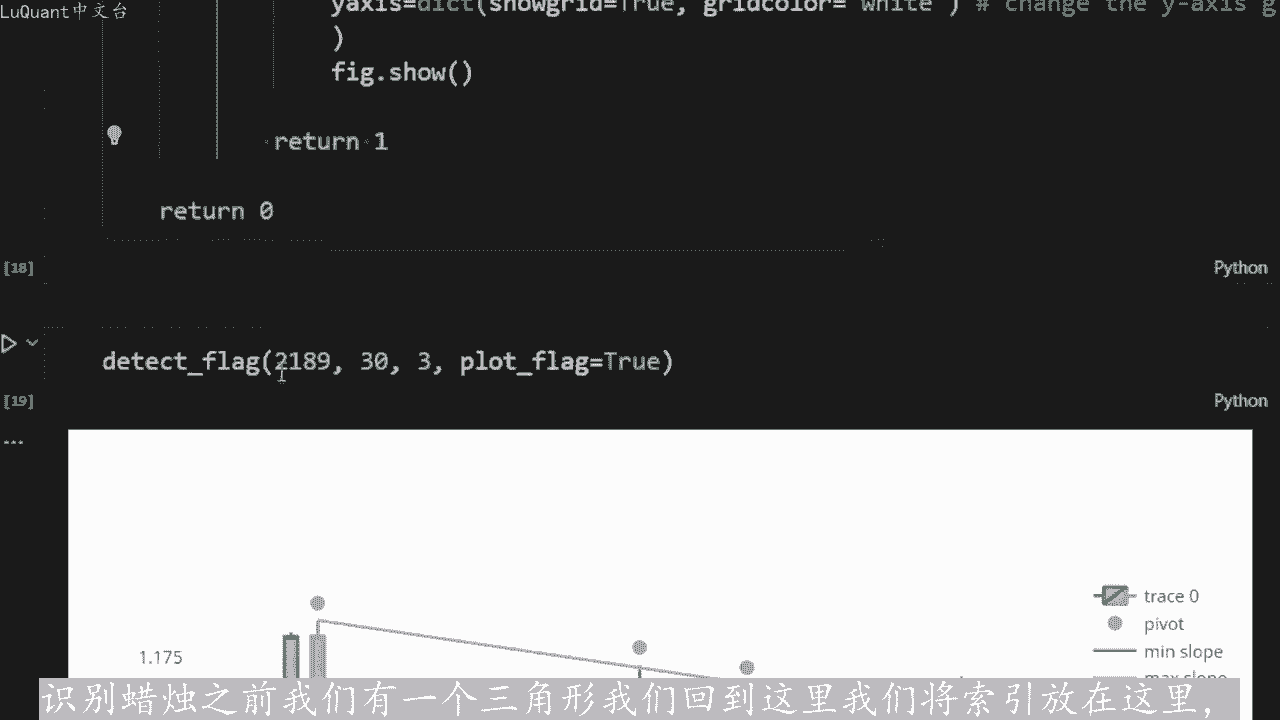 LuQuant中文台
yaxis=dict(showgrid=True, gridcolor='white') # change the y-axis g
)
fig.show()
return 1
return 0
[18]
Python
detect_flag(2189, 30, 3, plot_flag=True)
[19]
Python
trace 0
pivot
min slope
max slope
1.175
识别蜡烛之前我们有一个三角形我们回到这里我们将索引放在这里，